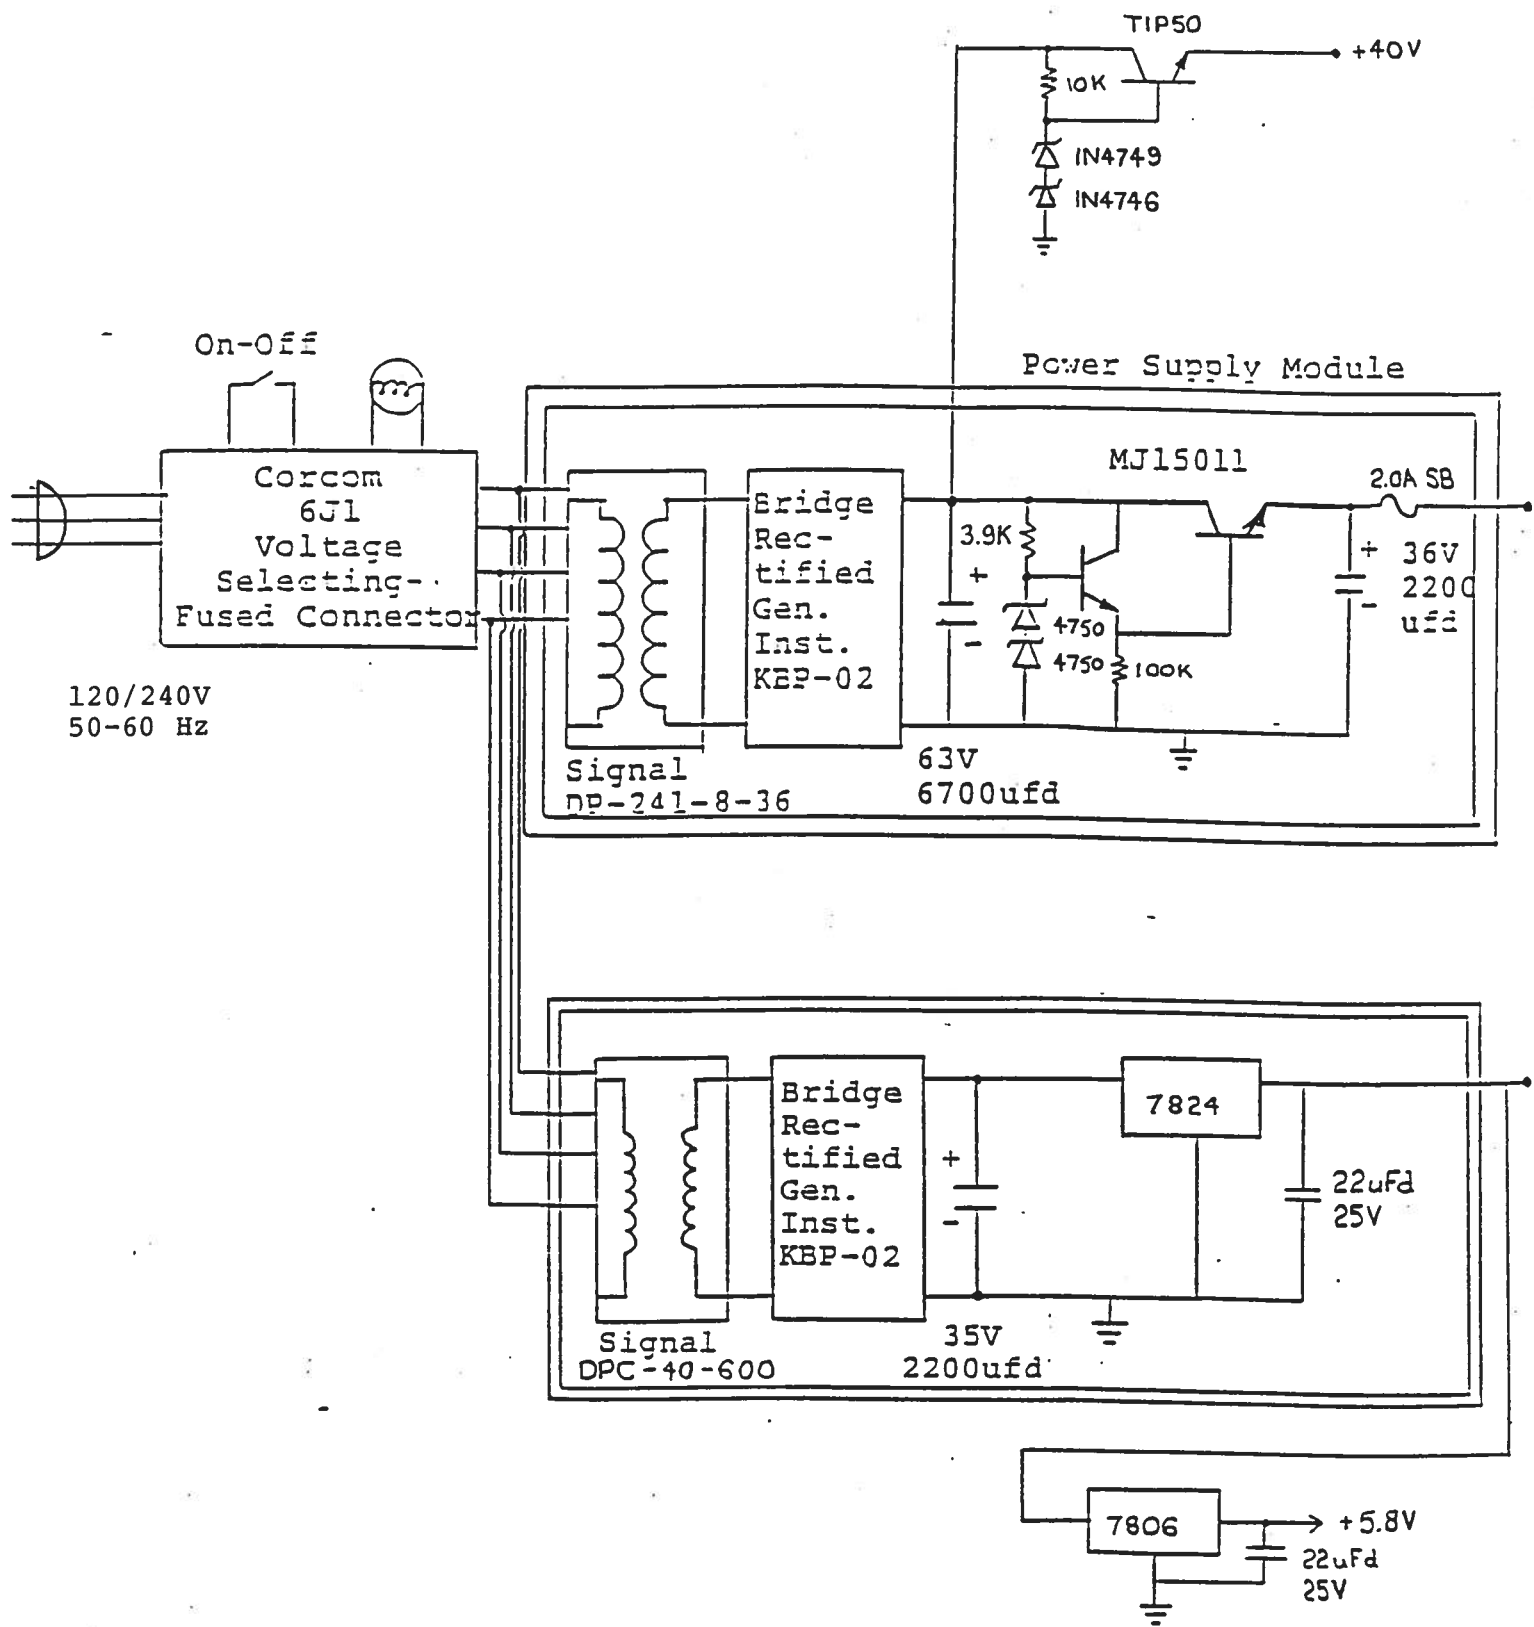 TIP50
+40V
10K
1N4749
1N4746
On-Off
Power Supply Module
Corcom
6J1
Voltage
Selecting-
Fused Connector
120/240V
50-60 Hz
Bridge
Rec-
tified
Gen.
Inst.
KBP-02
Signal
DP-241-8-36
3.9K
+
-
4750
4750
100K
63V
6700ufd
MJ15011
2.0A SB
+
-
36V
2200
ufd
Bridge
Rec-
tified
Gen.
Inst.
KBP-02
Signal
DPC-40-600
+
-
35V
2200ufd
7824
22uFd
25V
7806
+5.8V
22uFd
25V